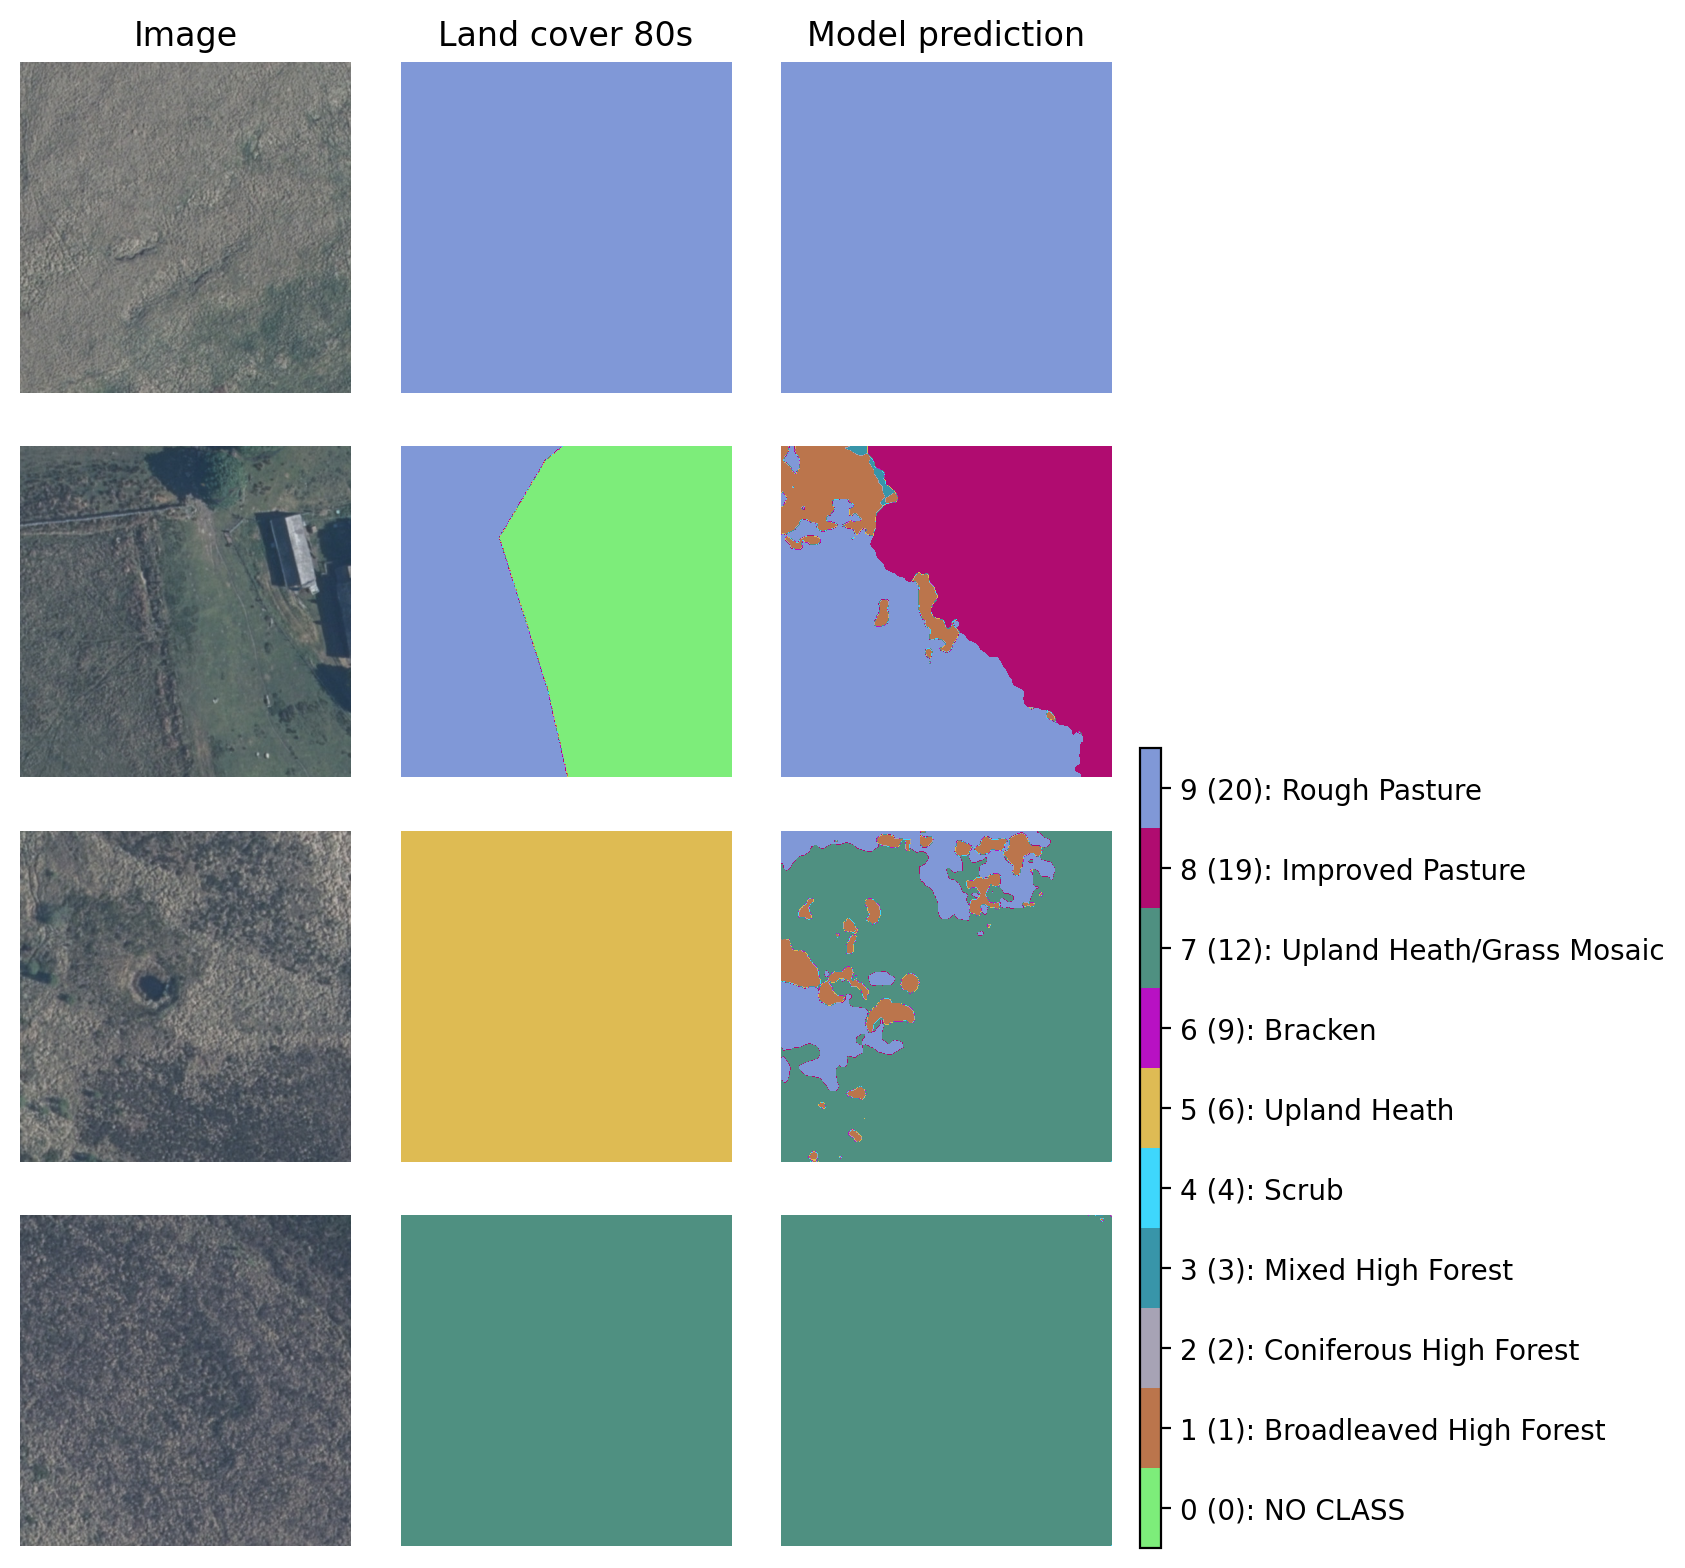 Image
Land cover 80s
Model prediction
9 (20): Rough Pasture
8 (19): Improved Pasture
7 (12): Upland Heath/Grass Mosaic
6 (9): Bracken
5 (6): Upland Heath
4 (4): Scrub
3 (3): Mixed High Forest
2 (2): Coniferous High Forest
1 (1): Broadleaved High Forest
0 (0): NO CLASS